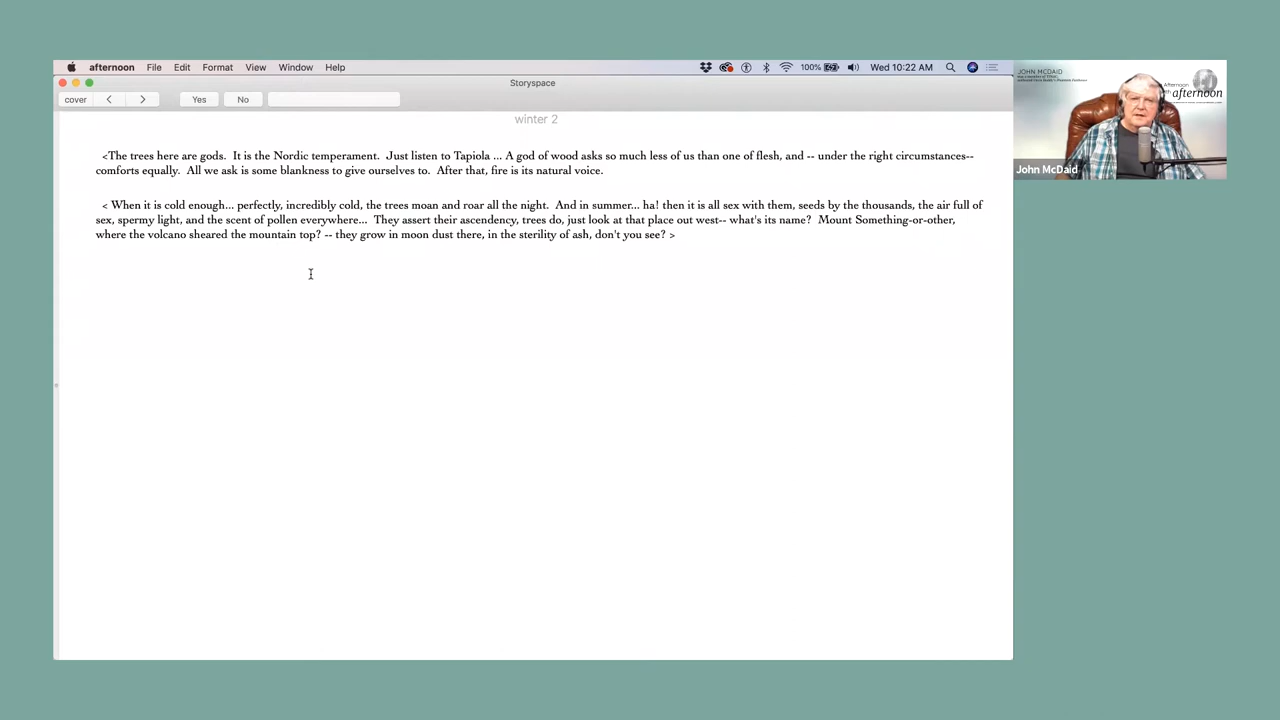 afternoon File Edit Format View Window Help 100% Wed 10:22 AM
Storyspace
cover < > Yes No
winter 2
<The trees here are gods. It is the Nordic temperament. Just listen to Tapiola ... A god of wood asks so much less of us than one of flesh, and -- under the right circumstances--
comforts equally. All we ask is some blankness to give ourselves to. After that, fire is its natural voice.
< When it is cold enough... perfectly, incredibly cold, the trees moan and roar all the night. And in summer... ha! then it is all sex with them, seeds by the thousands, the air full of
sex, spermy light, and the scent of pollen everywhere... They assert their ascendency, trees do, just look at that place out west-- what's its name? Mount Something-or-other,
where the volcano sheared the mountain top? -- they grow in moon dust there, in the sterility of ash, don't you see? >
JOHN MCDAID
Afternoon
afternoon
John McDaid